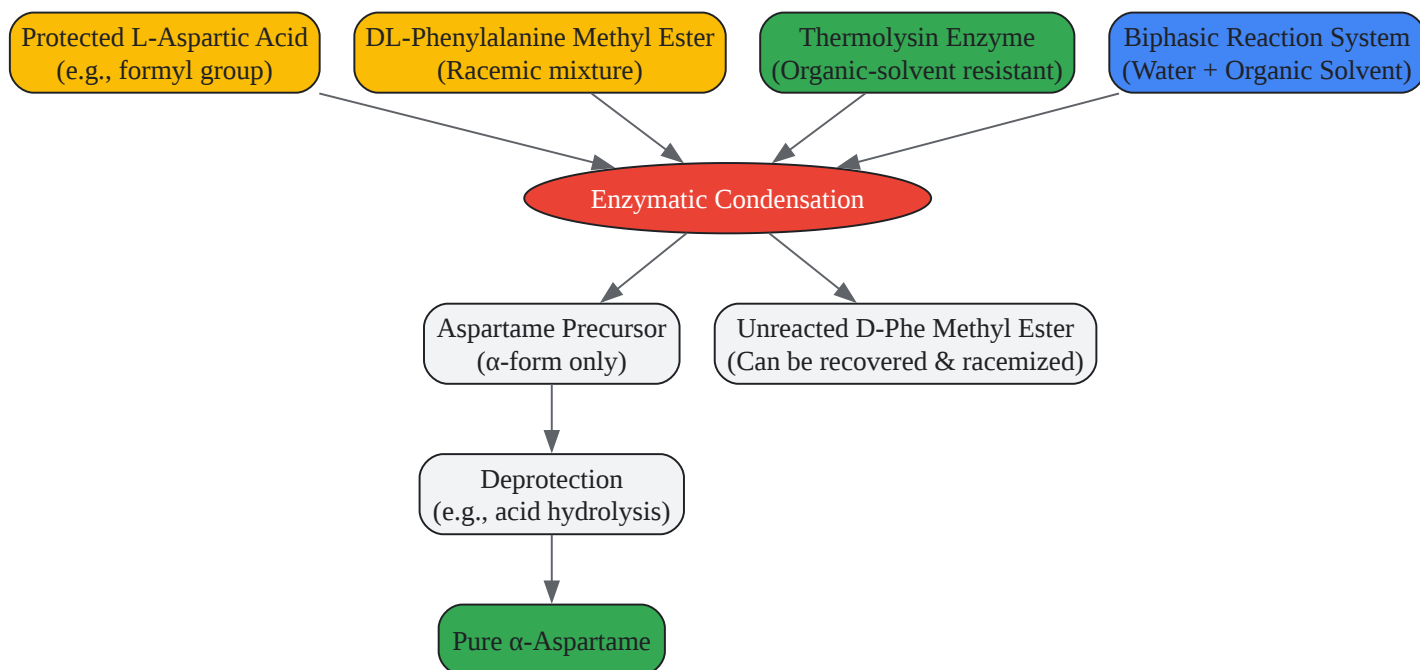 Protected L-Aspartic Acid
(e.g., formyl group)
DL-Phenylalanine Methyl Ester
(Racemic mixture)
Thermolysin Enzyme
(Organic-solvent resistant)
Biphasic Reaction System
(Water + Organic Solvent)
Enzymatic Condensation
Aspartame Precursor
(α-form only)
Unreacted D-Phe Methyl Ester
(Can be recovered & racemized)
Deprotection
(e.g., acid hydrolysis)
Pure α-Aspartame